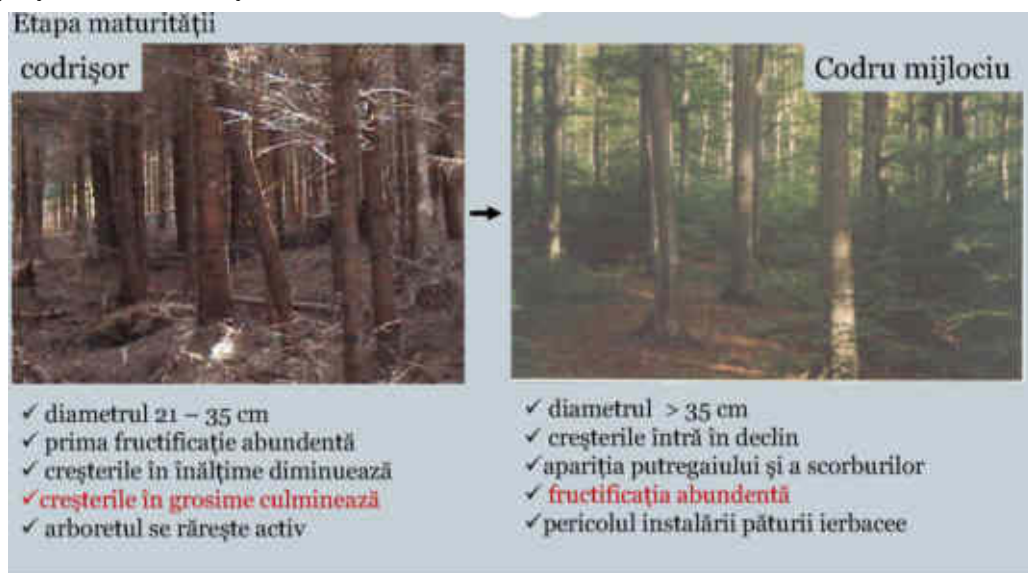 Etapa maturității
codrișor
Codru mijlociu
✓ diametrul 21 – 35 cm
✓ prima fructificație abundentă
✓ creșterile în înălțime diminuează
✓creșterile în grosime culminează
✓ arboretul se rărește activ
✓ diametrul > 35 cm
✓ creșterile întră în declin
✓apariția putregaiului și a scorburilor
✓ fructificația abundentă
✓pericolul instalării păturii ierbacee